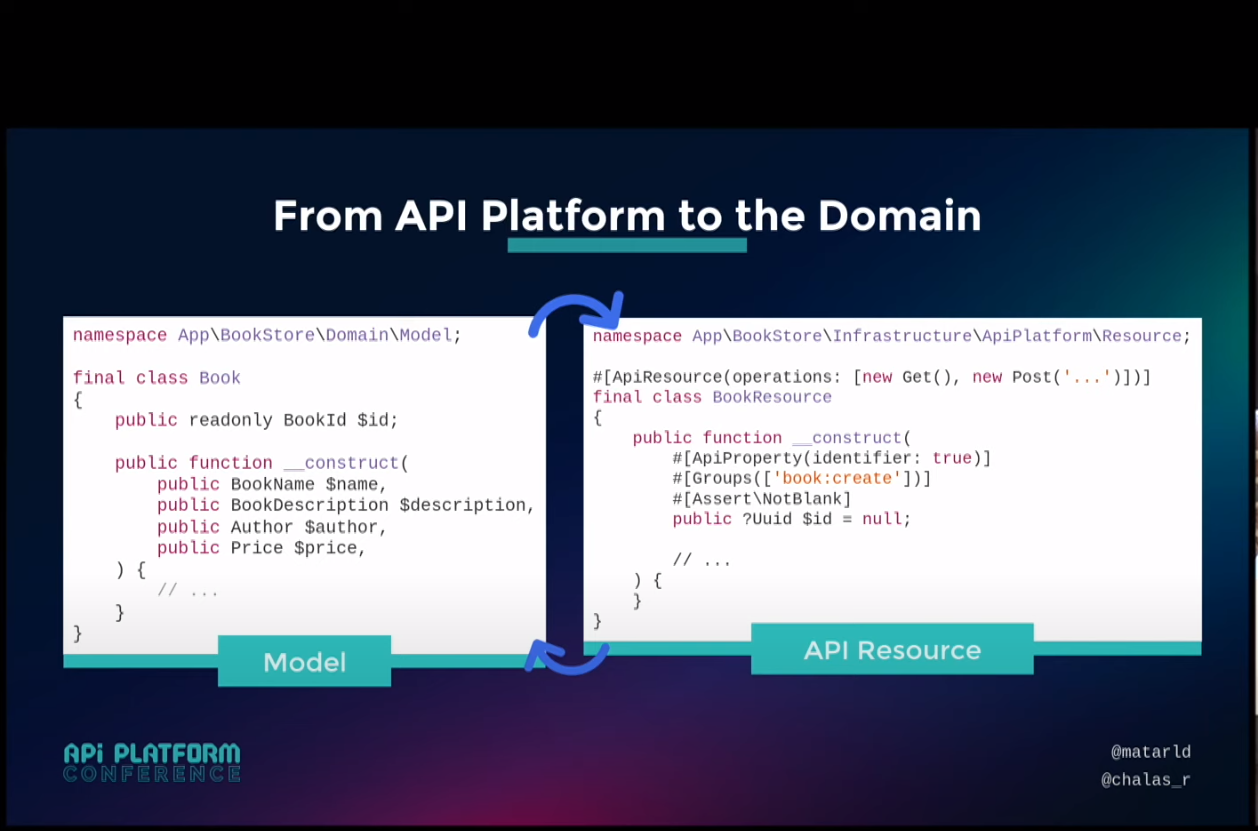 From API Platform to the Domain
namespace App\BookStore\Domain\Model;
final class Book
{
    public readonly BookId $id;
    public function __construct(
        public BookName $name,
        public BookDescription $description,
        public Author $author,
        public Price $price,
    ) {
        // ...
    }
}
Model
namespace App\BookStore\Infrastructure\ApiPlatform\Resource;
#[ApiResource(operations: [new Get(), new Post('...')])]
final class BookResource
{
    public function __construct(
        #[ApiProperty(identifier: true)]
        #[Groups(['book:create'])]
        #[Assert\NotBlank]
        public ?Uuid $id = null;
        // ...
    ) {
    }
}
API Resource
APi PLATFORM
CONFERENCE
@matarld
@chalas_r